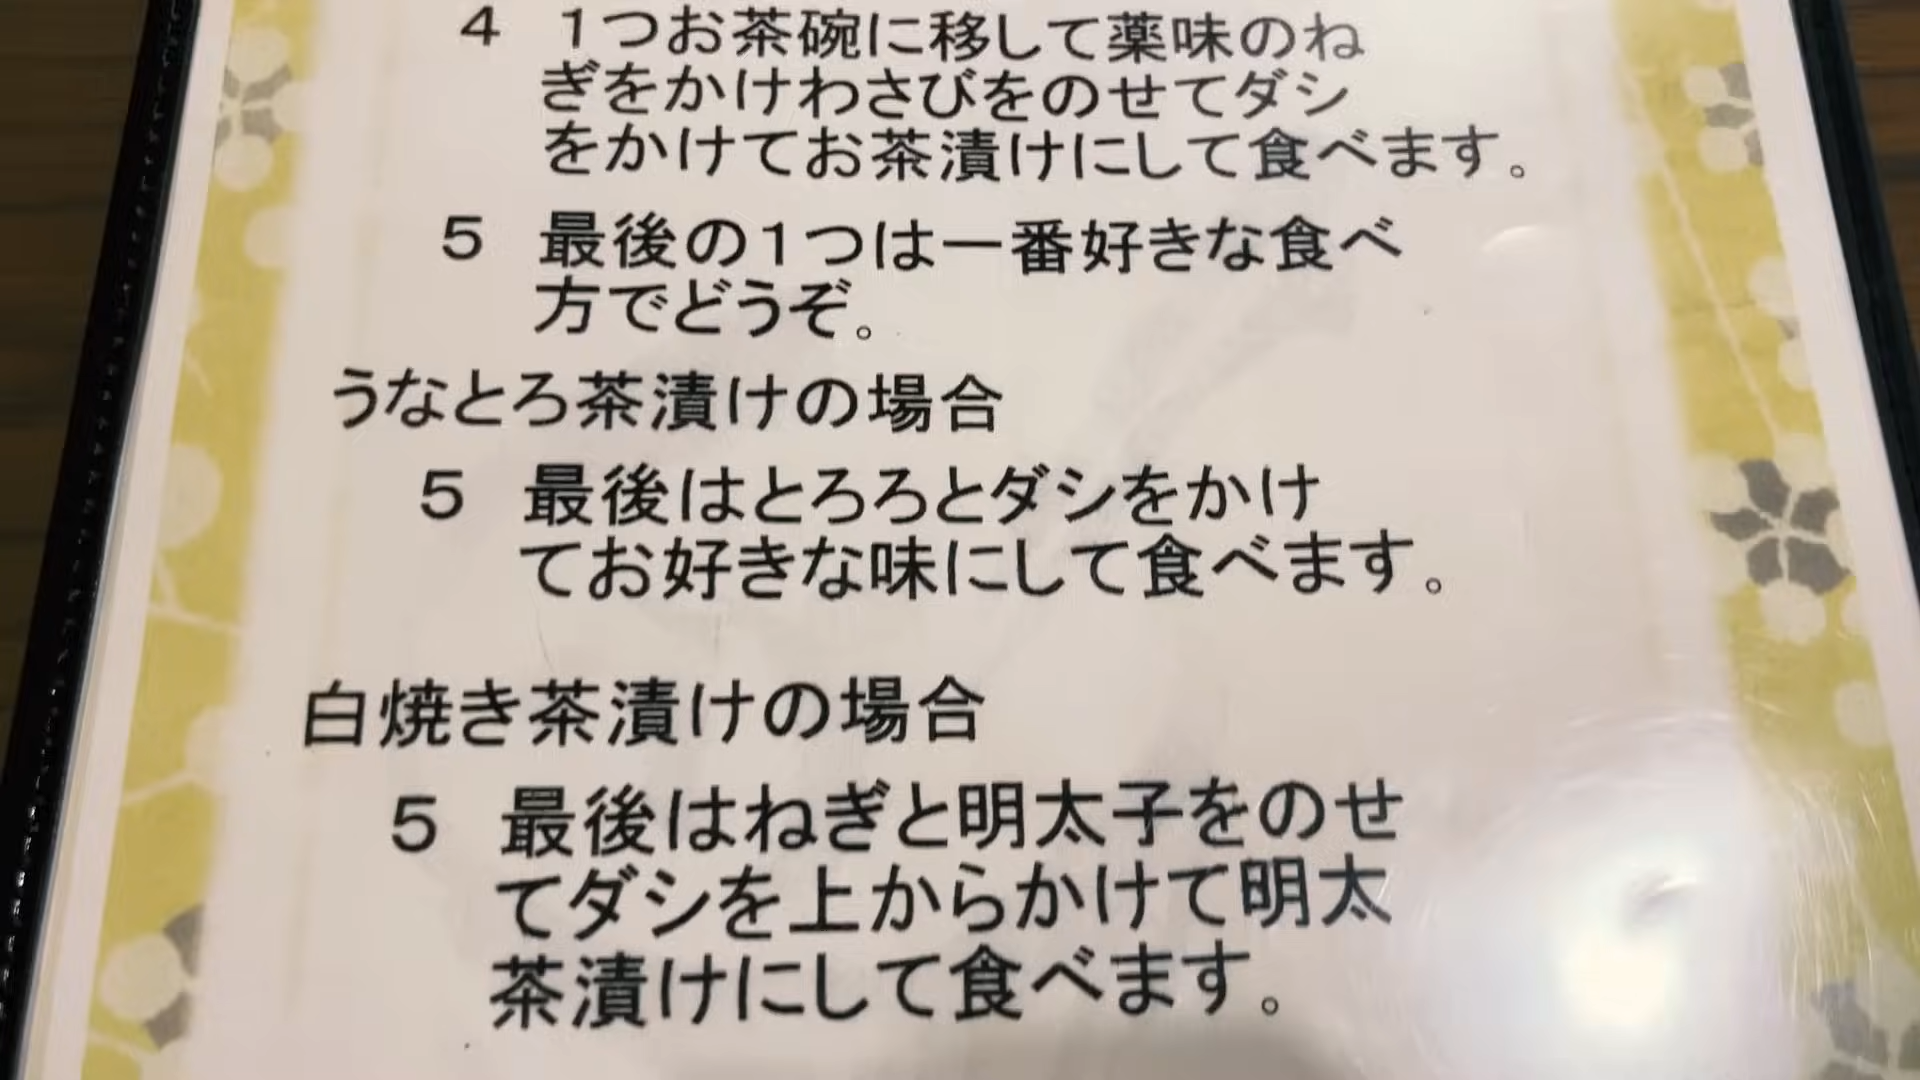 4 1つお茶碗に移して薬味のね
ぎをかけわさびをのせてダシ
をかけてお茶漬けにして食べます。
5 最後の1つは一番好きな食べ
方でどうぞ。
うなとろ茶漬けの場合
5 最後はとろろとダシをかけ
てお好きな味にして食べます。
白焼き茶漬けの場合
5 最後はねぎと明太子をのせ
てダシを上からかけて明太
茶漬けにして食べます。